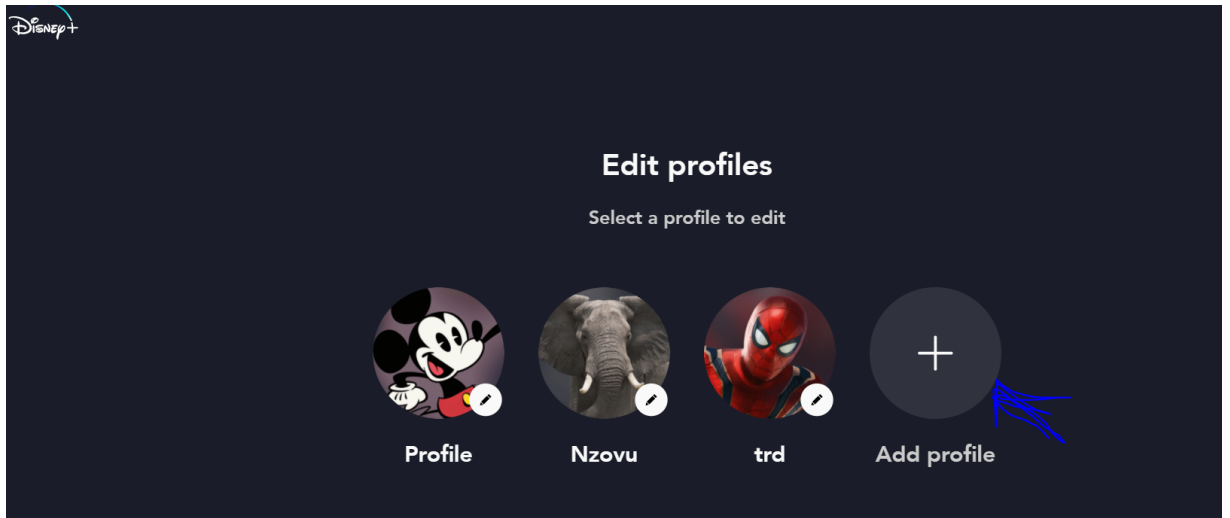 Disney+
Edit profiles
Select a profile to edit
Profile
Nzovu
trd
Add profile